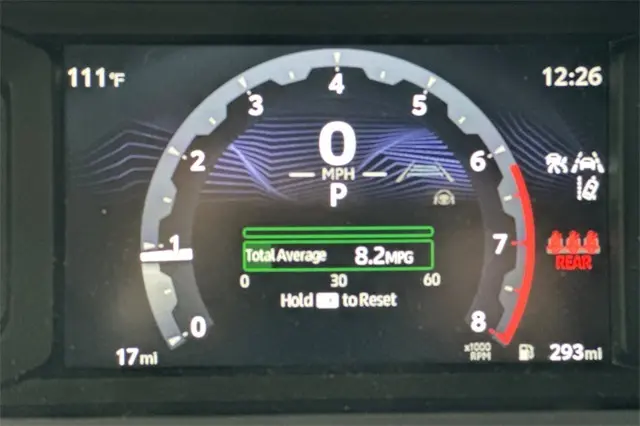 111°F
12:26
4
3
5
2
6
0
MPH
P
1
7
REAR
Total Average 8.2MPG
0 30 60
Hold to Reset
0
8
x1000
RPM
17mi
293mi